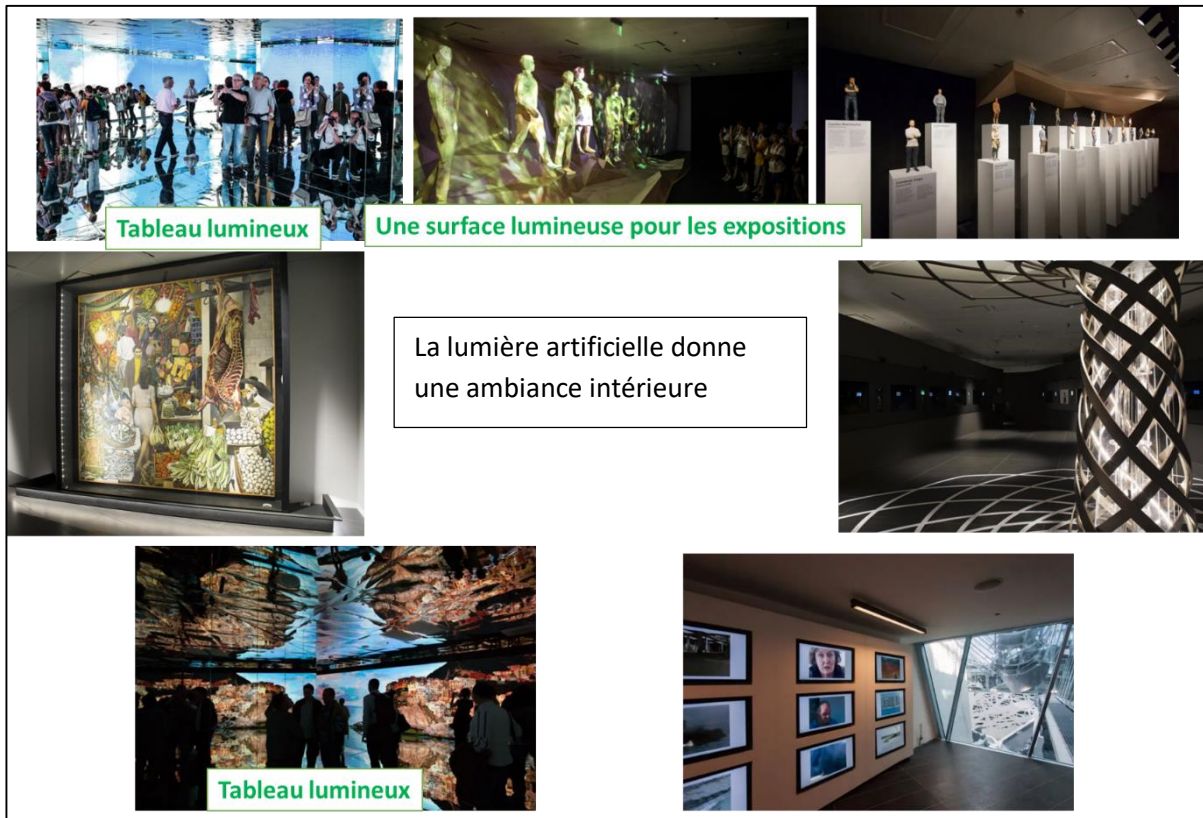 Tableau lumineux
Une surface lumineuse pour les expositions
La lumière artificielle donne
une ambiance intérieure
Tableau lumineux